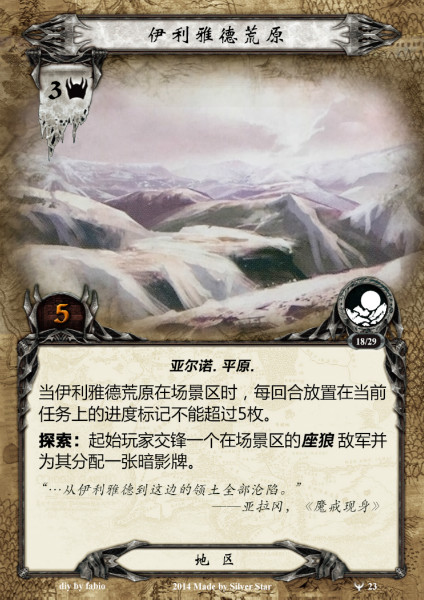 伊利雅德荒原
3
5
18/29
亚尔诺. 平原.
当伊利雅德荒原在场景区时，每回合放置在当前
任务上的进度标记不能超过5枚。
探索：起始玩家交锋一个在场景区的座狼 敌军并
为其分配一张暗影牌。
“…从伊利雅德到这边的领土全部沦陷。”
——亚拉冈，《魔戒现身》
地 区
diy by fabio
2014 Made by Silver Star
23